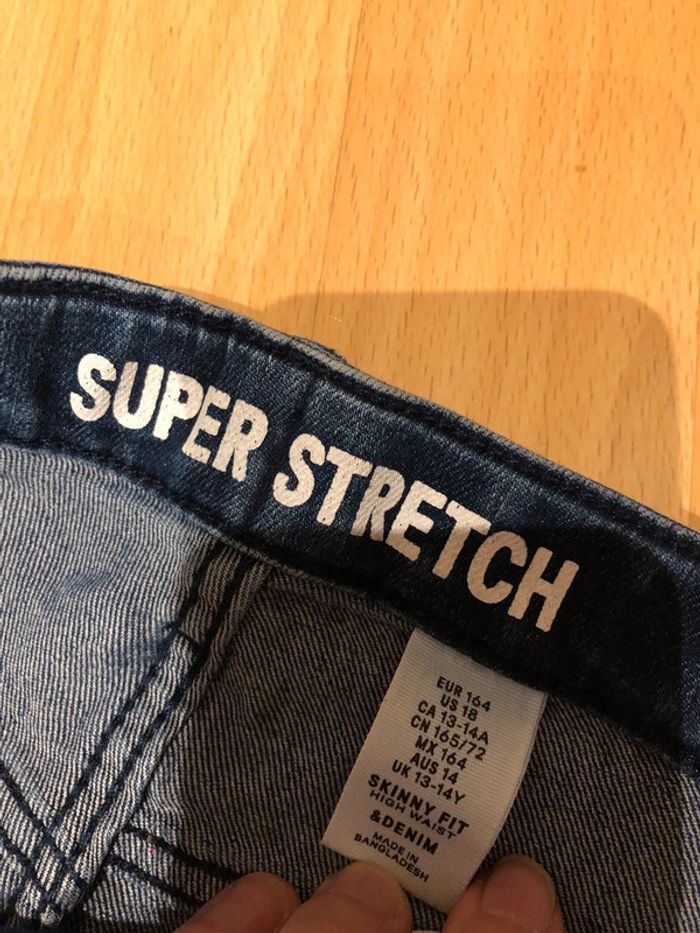 SUPER STRETCH
EUR 164
US 18
CA 13-14A
CN 165/72
MX 164
AUS 14
UK 13-14Y
SKINNY FIT
HIGH WAIST
&DENIM
MADE IN
BANGLADESH